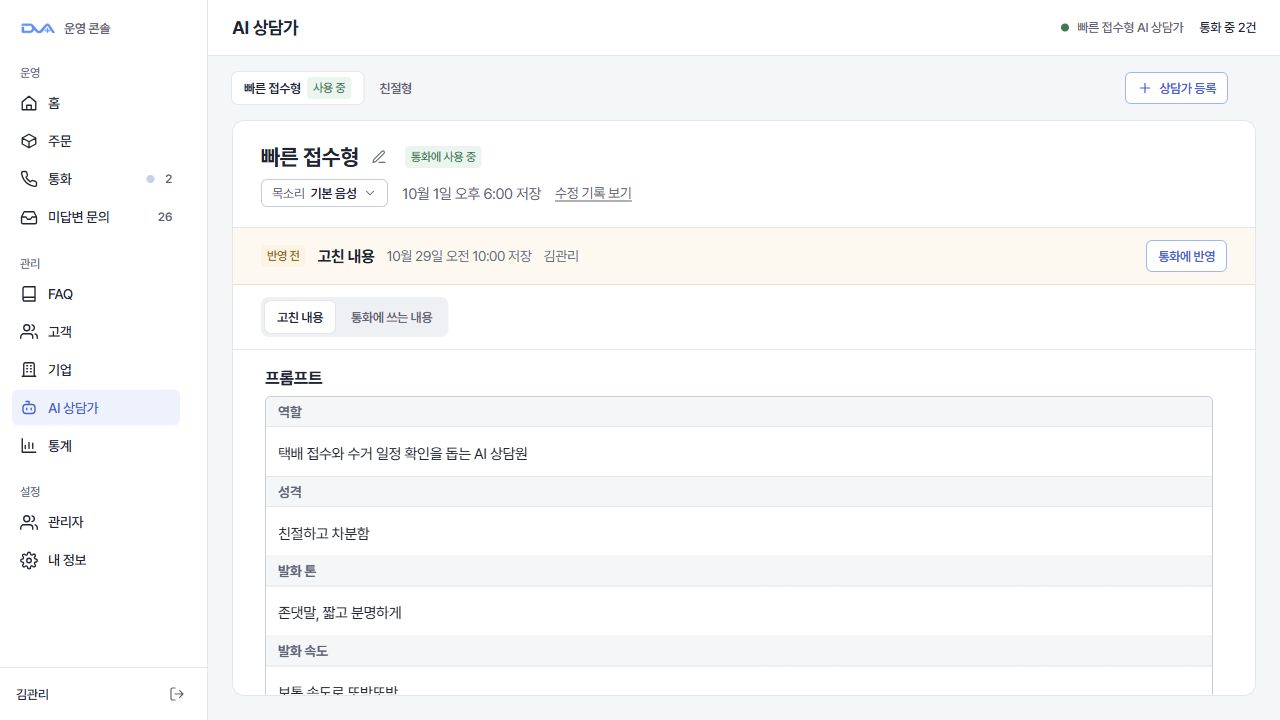 DVA 운영 콘솔
AI 상담가
빠른 접수형 AI 상담가 통화 중 2건
운영
홈
주문
통화 2
미답변 문의 26
관리
FAQ
고객
기업
AI 상담가
통계
설정
관리자
내 정보
김관리
빠른 접수형 사용 중 친절형
상담가 등록
빠른 접수형 통화에 사용 중
목소리 기본 음성 10월 1일 오후 6:00 저장 수정 기록 보기
반영 전 고친 내용 10월 29일 오전 10:00 저장 김관리 통화에 반영
고친 내용 통화에 쓰는 내용
프롬프트
역할
택배 접수와 수거 일정 확인을 돕는 AI 상담원
성격
친절하고 차분함
발화 톤
존댓말, 짧고 분명하게
발화 속도
보통 속도로 또박또박